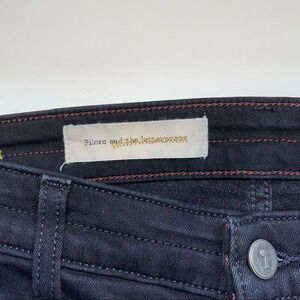 Pilcro and the letterpress